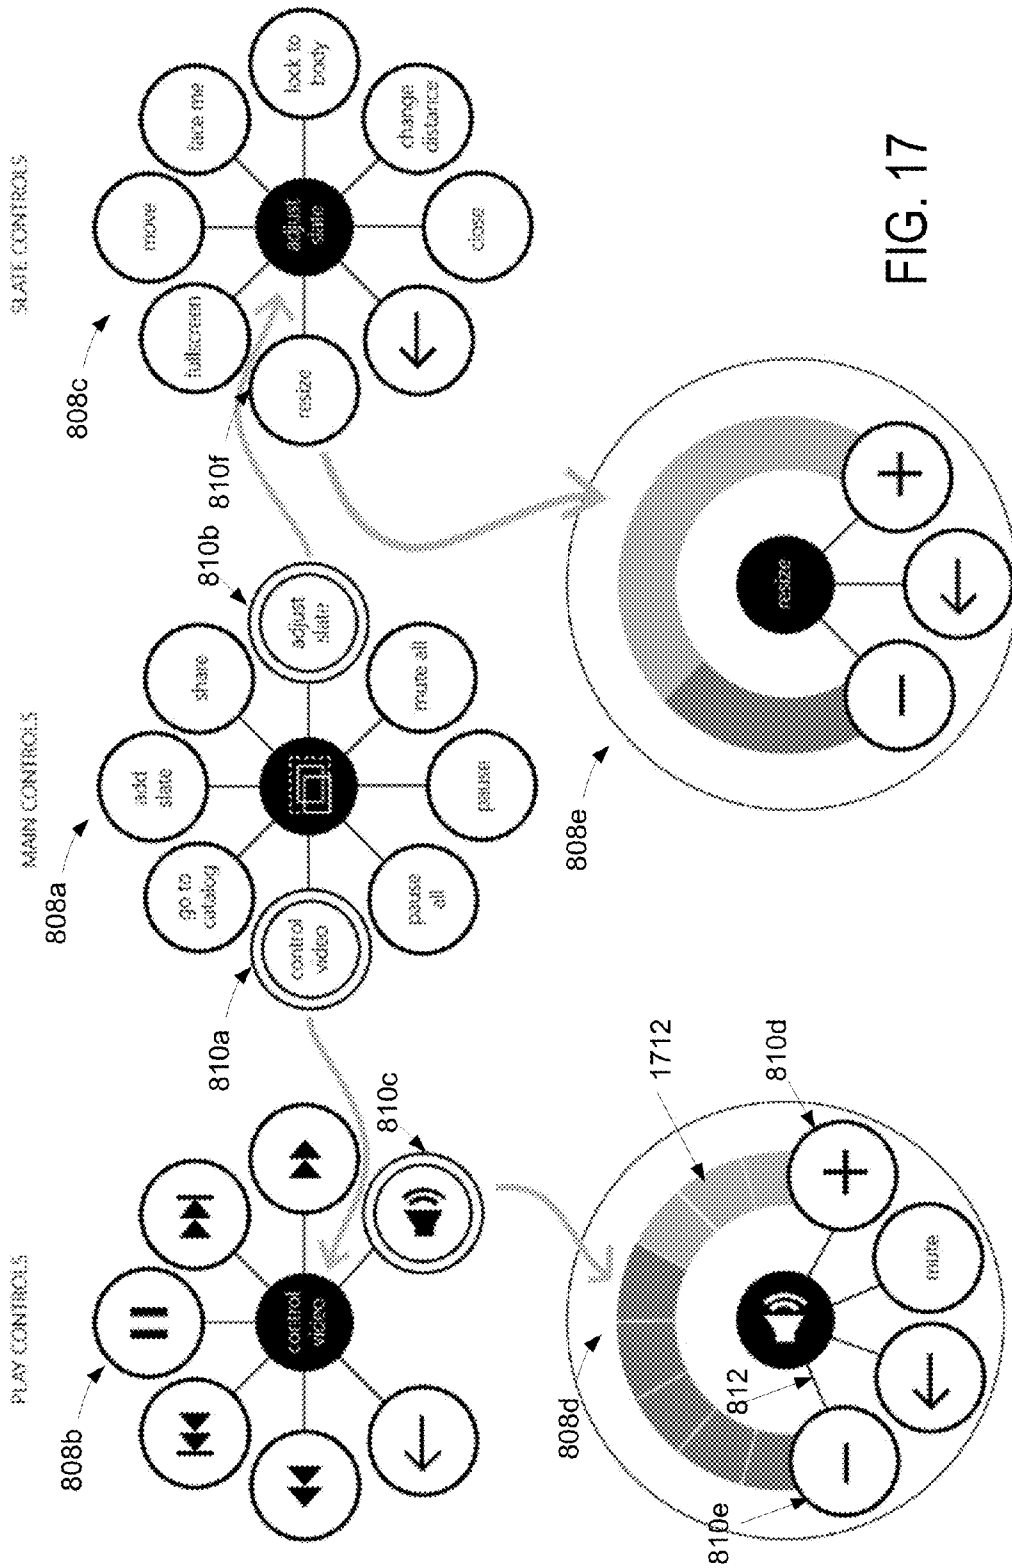 PLAY CONTROLS
MAIN CONTROLS
SLATE CONTROLS
808b
control
video
810c
808a
add
slate
go to
catalog
share
control
video
adjust
slate
pause
all
mute all
pause
810a
810b
808c
move
fullscreen
face me
resize
adjust
slate
lock to
body
change
distance
close
810f
808d
1712
810d
812
mute
810e
808e
resize
FIG. 17